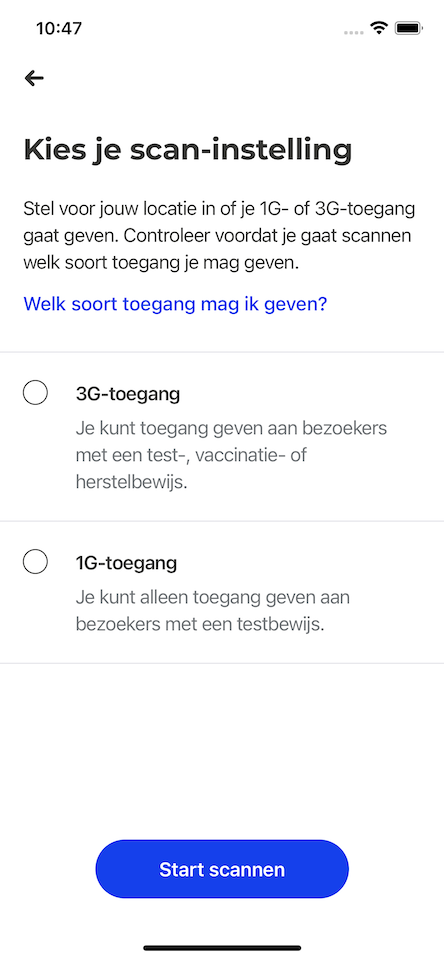 10:47
Kies je scan-instelling
Stel voor jouw locatie in of je 1G- of 3G-toegang
gaat geven. Controleer voordat je gaat scannen
welk soort toegang je mag geven.
Welk soort toegang mag ik geven?
3G-toegang
Je kunt toegang geven aan bezoekers
met een test-, vaccinatie- of
herstelbewijs.
1G-toegang
Je kunt alleen toegang geven aan
bezoekers met een testbewijs.
Start scannen